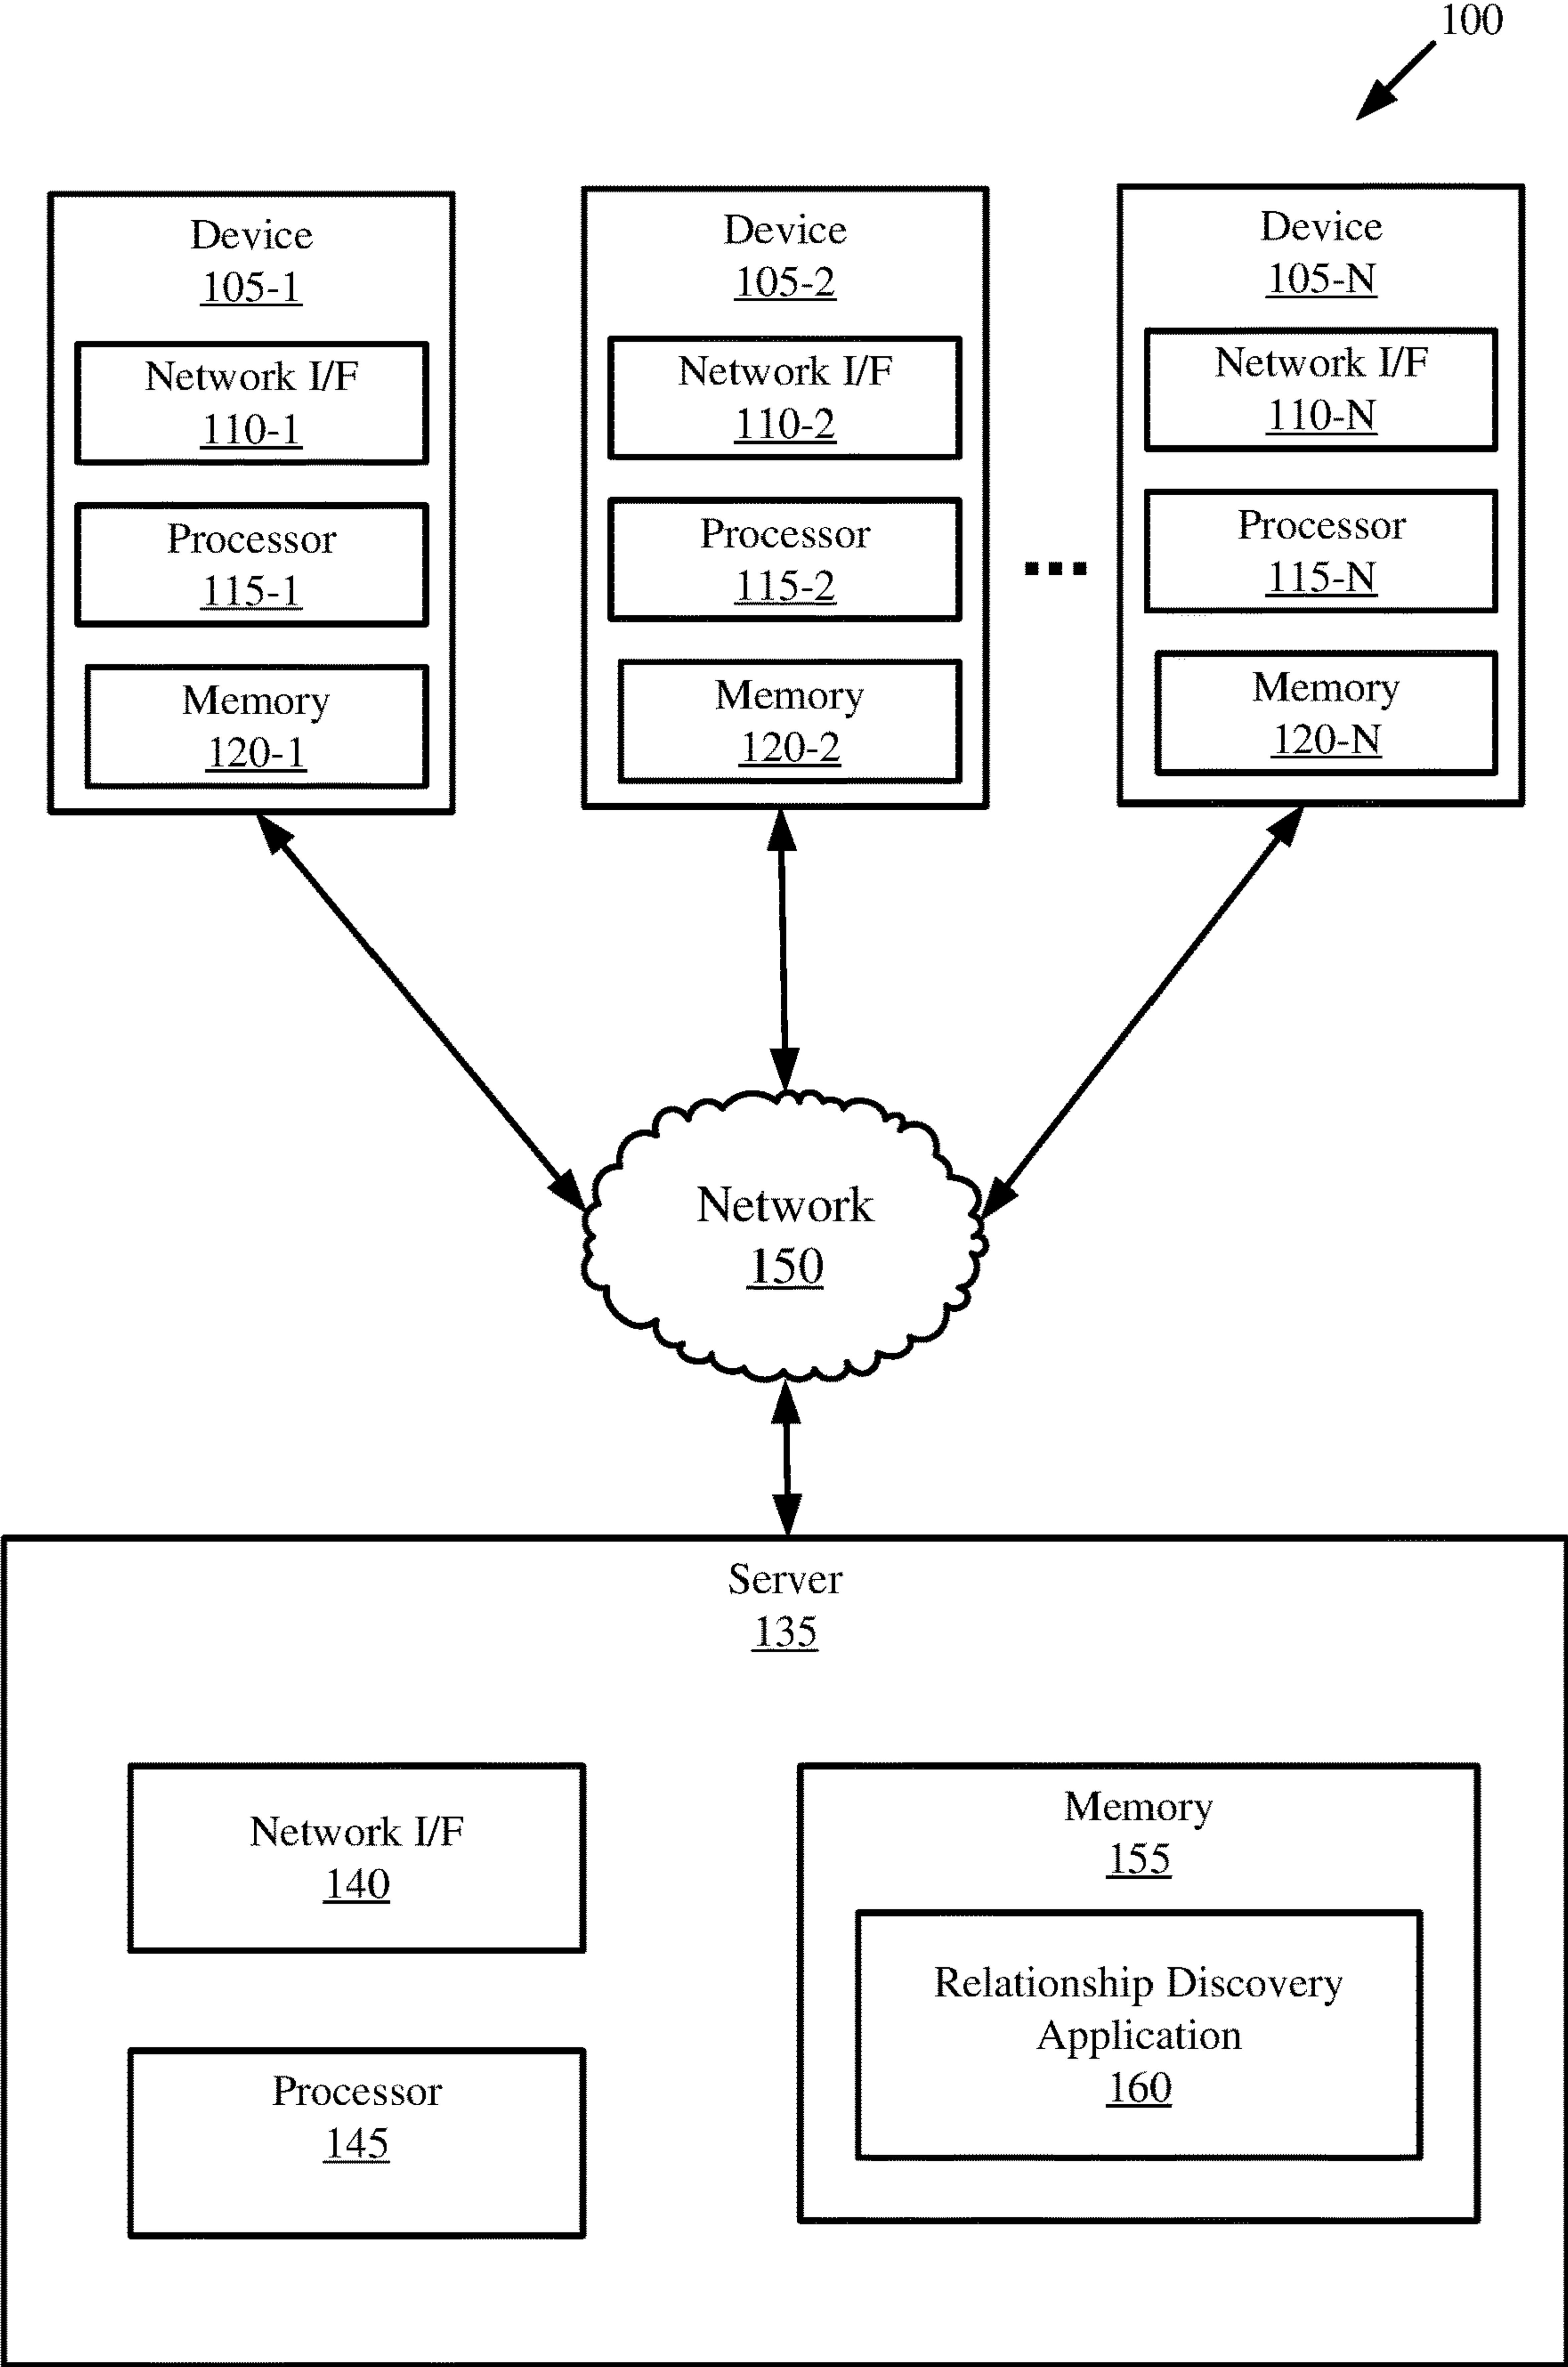 100
Device
105-1
Network I/F
110-1
Processor
115-1
Memory
120-1
Device
105-2
Network I/F
110-2
Processor
115-2
Memory
120-2
...
Device
105-N
Network I/F
110-N
Processor
115-N
Memory
120-N
Network
150
Server
135
Network I/F
140
Processor
145
Memory
155
Relationship Discovery
Application
160